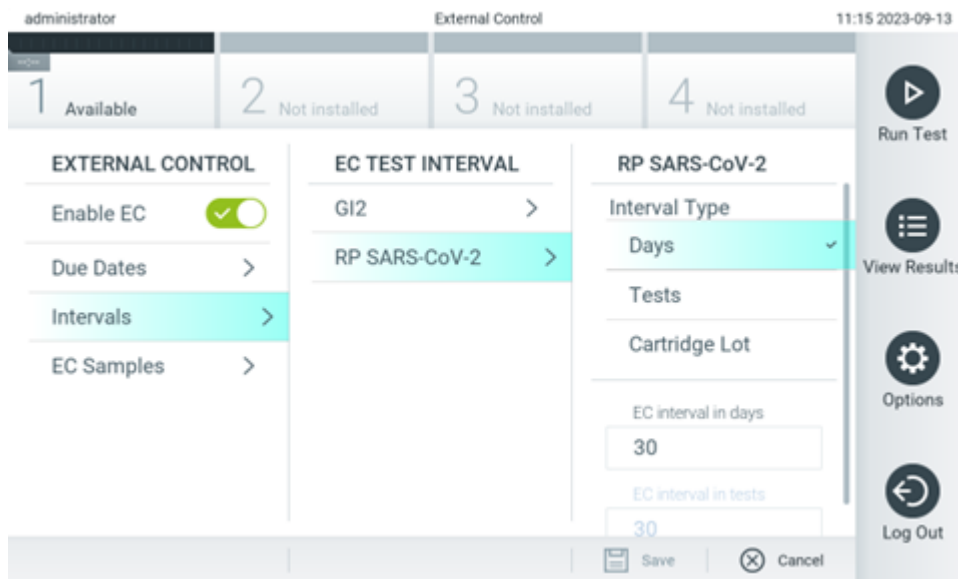 administrator
External Control
11:15 2023-09-13
1 Available
2 Not installed
3 Not installed
4 Not installed
EXTERNAL CONTROL
Enable EC
Due Dates
Intervals
EC Samples
EC TEST INTERVAL
GI2
RP SARS-CoV-2
RP SARS-CoV-2
Interval Type
Days
Tests
Cartridge Lot
EC interval in days
30
EC interval in tests
30
Save
Cancel
Run Test
View Results
Options
Log Out